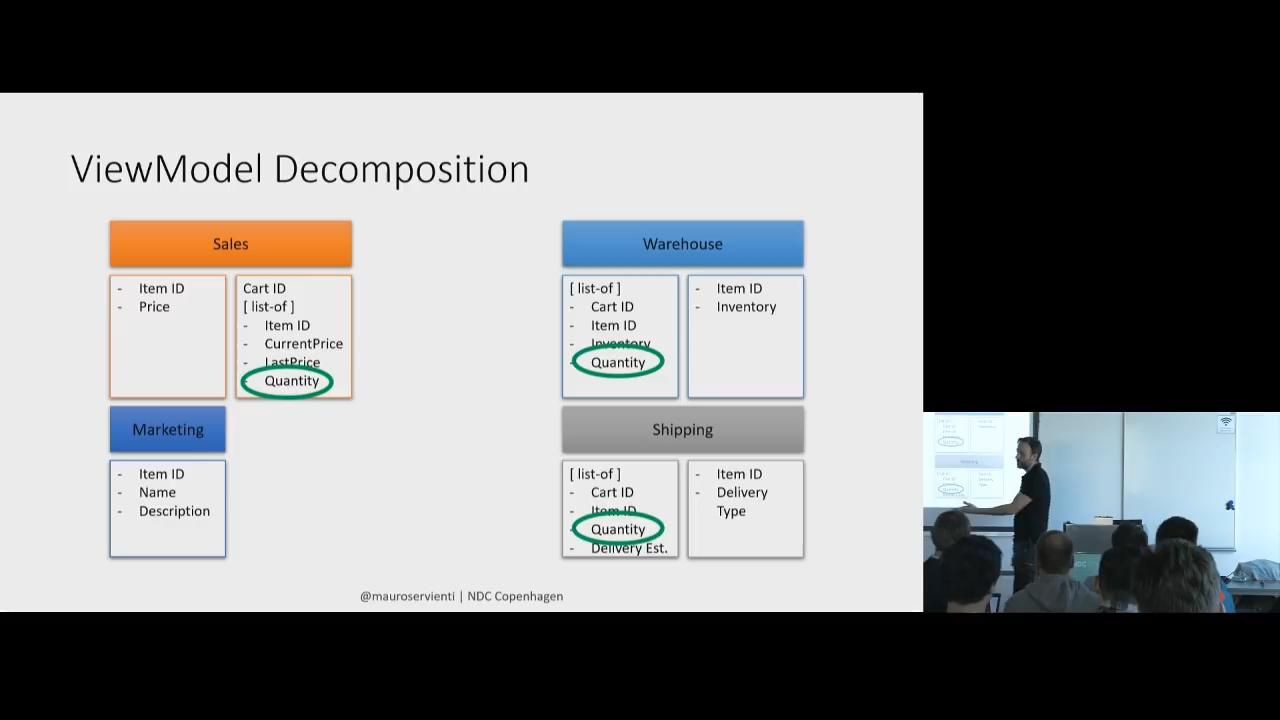 ViewModel Decomposition
Sales
- Item ID
- Price
Cart ID
[ list-of ]
- Item ID
- CurrentPrice
- LastPrice
- Quantity
Marketing
- Item ID
- Name
- Description
Warehouse
[ list-of ]
- Cart ID
- Item ID
- Inventory
- Quantity
- Item ID
- Inventory
Shipping
[ list-of ]
- Cart ID
- Item ID
- Quantity
- Delivery Est.
- Item ID
- Delivery
Type
@mauroservienti | NDC Copenhagen